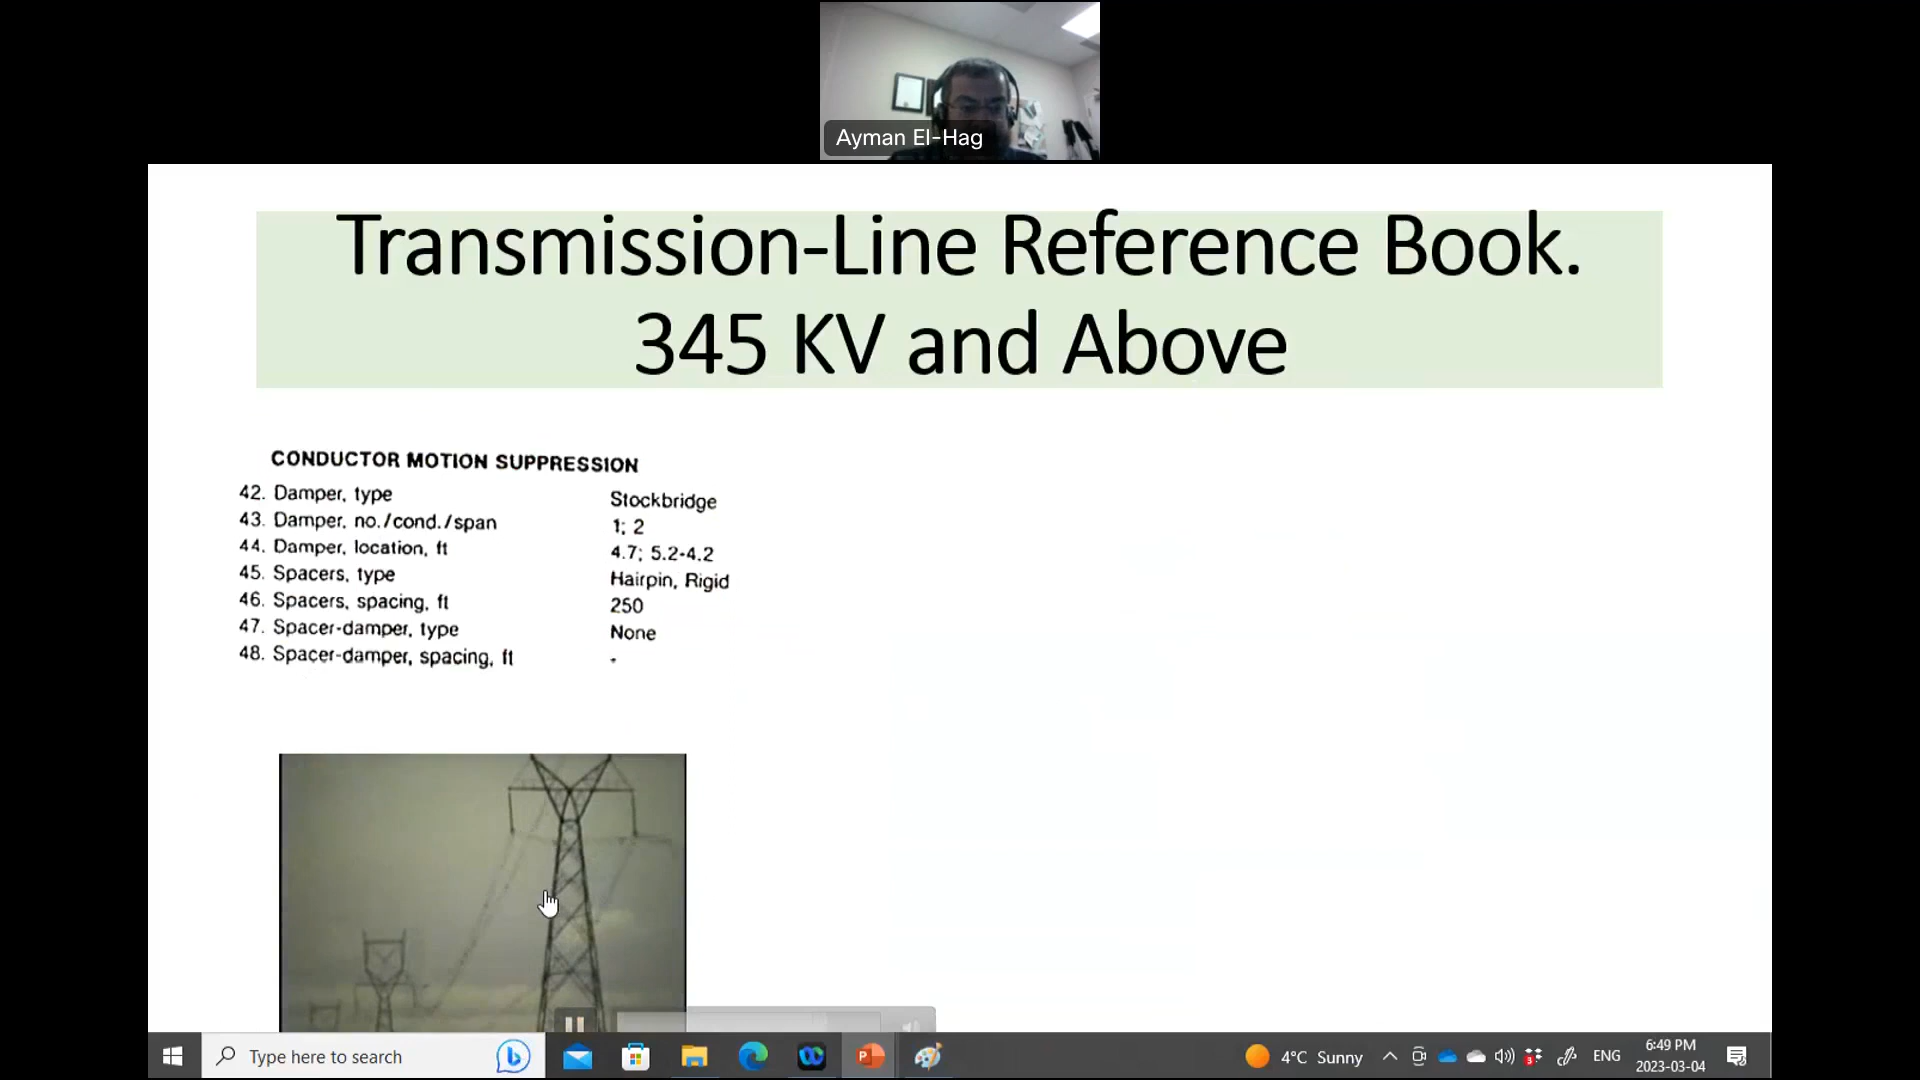 Ayman El-Hag
Transmission-Line Reference Book.
345 KV and Above
CONDUCTOR MOTION SUPPRESSION
42. Damper, type Stockbridge
43. Damper, no./cond./span 1; 2
44. Damper, location, ft 4.7; 5.2-4.2
45. Spacers, type Hairpin, Rigid
46. Spacers, spacing, ft 250
47. Spacer-damper, type None
48. Spacer-damper, spacing, ft -
Type here to search
4°C Sunny
ENG
6:49 PM
2023-03-04